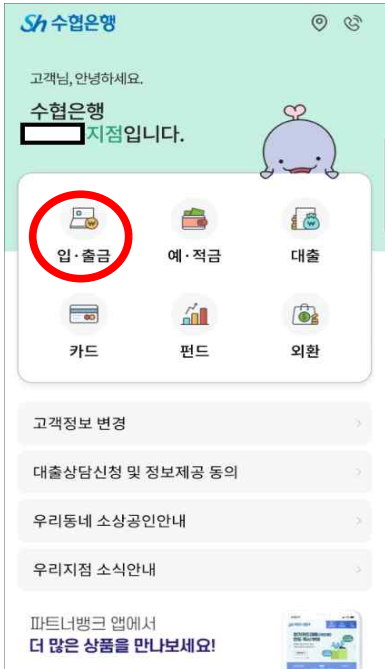 Sh 수협은행
고객님, 안녕하세요.
수협은행
지점입니다.
입·출금
예·적금
대출
카드
펀드
외환
고객정보 변경
대출상담신청 및 정보제공 동의
우리동네 소상공인안내
우리지점 소식안내
파트너뱅크 앱에서
더 많은 상품을 만나보세요!